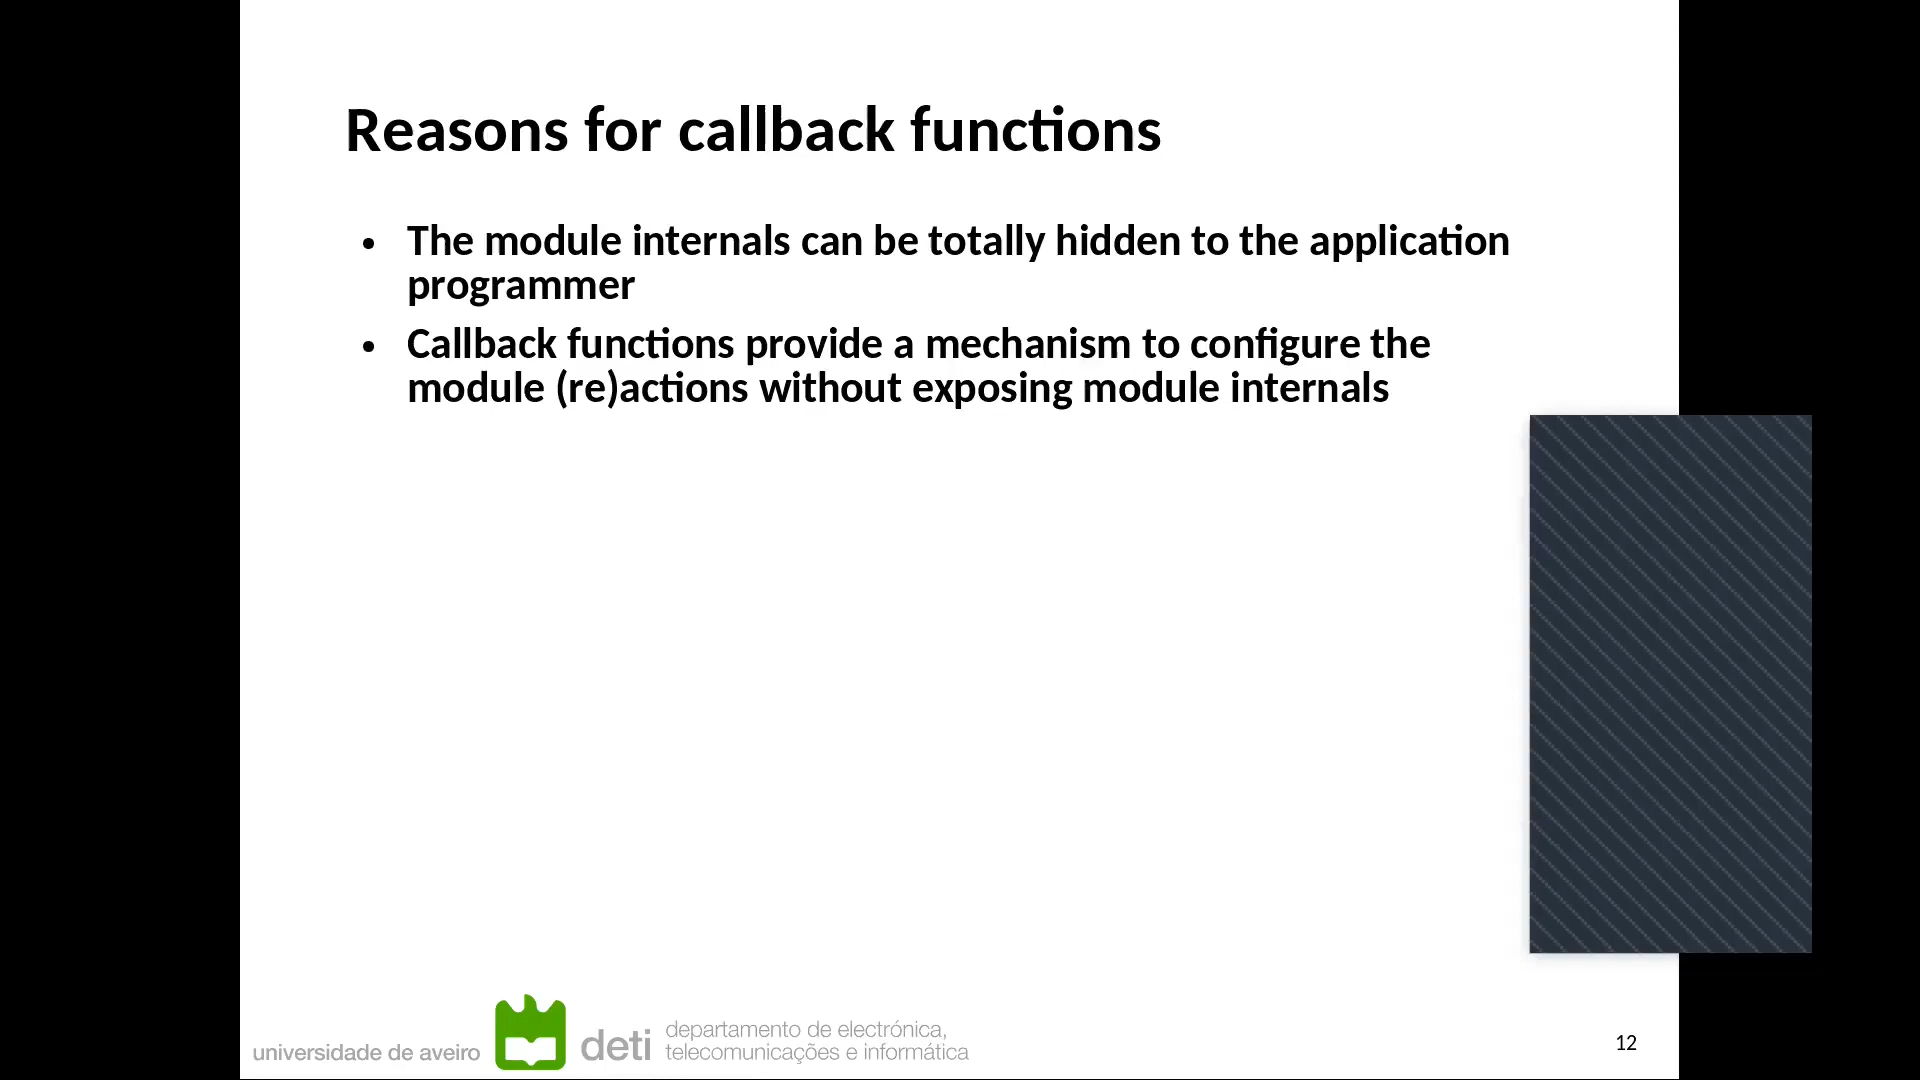 Reasons for callback functions
• The module internals can be totally hidden to the application
programmer
• Callback functions provide a mechanism to configure the
module (re)actions without exposing module internals
universidade de aveiro
deti
departamento de electrónica,
telecomunicações e informática
12